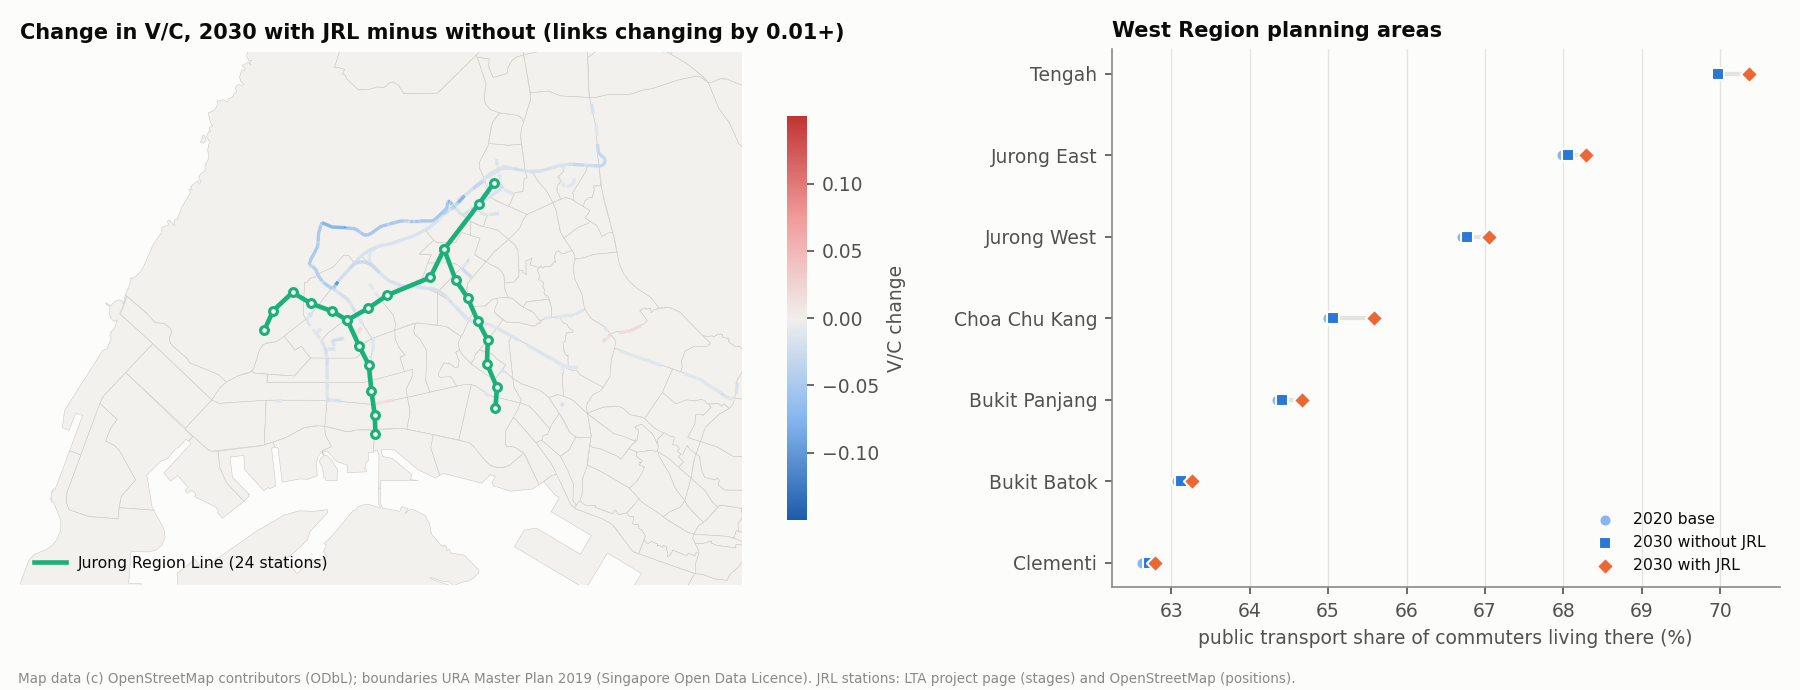 Change in V/C, 2030 with JRL minus without (links changing by 0.01+)
0.10
0.05
0.00
−0.05
−0.10
V/C change
Jurong Region Line (24 stations)
West Region planning areas
Tengah
Jurong East
Jurong West
Choa Chu Kang
Bukit Panjang
Bukit Batok
Clementi
2020 base
2030 without JRL
2030 with JRL
63 64 65 66 67 68 69 70
public transport share of commuters living there (%)
Map data (c) OpenStreetMap contributors (ODbL); boundaries URA Master Plan 2019 (Singapore Open Data Licence). JRL stations: LTA project page (stages) and OpenStreetMap (positions).